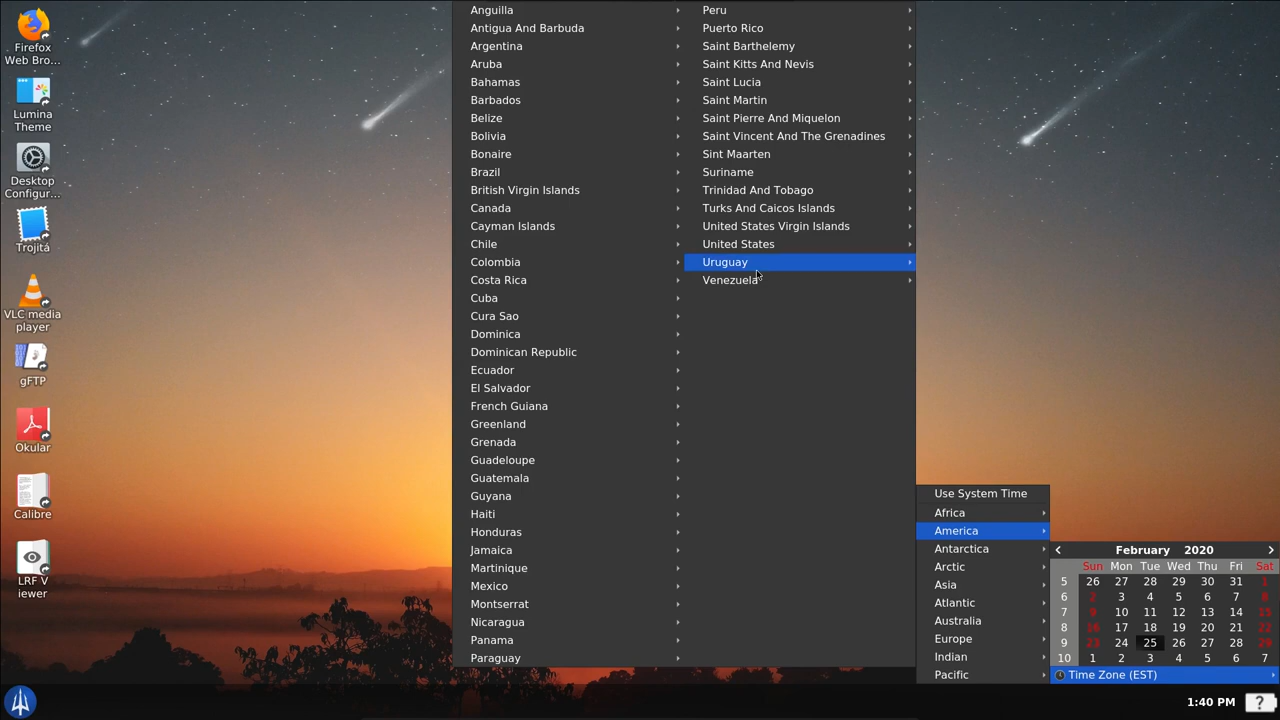 Firefox
Web Bro...
Lumina
Theme
Desktop
Configur...
Trojitá
VLC media
player
gFTP
Okular
Calibre
LRF V
iewer
Anguilla
Antigua And Barbuda
Argentina
Aruba
Bahamas
Barbados
Belize
Bolivia
Bonaire
Brazil
British Virgin Islands
Canada
Cayman Islands
Chile
Colombia
Costa Rica
Cuba
Cura Sao
Dominica
Dominican Republic
Ecuador
El Salvador
French Guiana
Greenland
Grenada
Guadeloupe
Guatemala
Guyana
Haiti
Honduras
Jamaica
Martinique
Mexico
Montserrat
Nicaragua
Panama
Paraguay
Peru
Puerto Rico
Saint Barthelemy
Saint Kitts And Nevis
Saint Lucia
Saint Martin
Saint Pierre And Miquelon
Saint Vincent And The Grenadines
Sint Maarten
Suriname
Trinidad And Tobago
Turks And Caicos Islands
United States Virgin Islands
United States
Uruguay
Venezuela
Use System Time
Africa
America
Antarctica
Arctic
Asia
Atlantic
Australia
Europe
Indian
Pacific
February 2020
Sun Mon Tue Wed Thu Fri Sat
5 26 27 28 29 30 31 1
6 2 3 4 5 6 7 8
7 9 10 11 12 13 14 15
8 16 17 18 19 20 21 22
9 23 24 25 26 27 28 29
10 1 2 3 4 5 6 7
Time Zone (EST)
1:40 PM
?